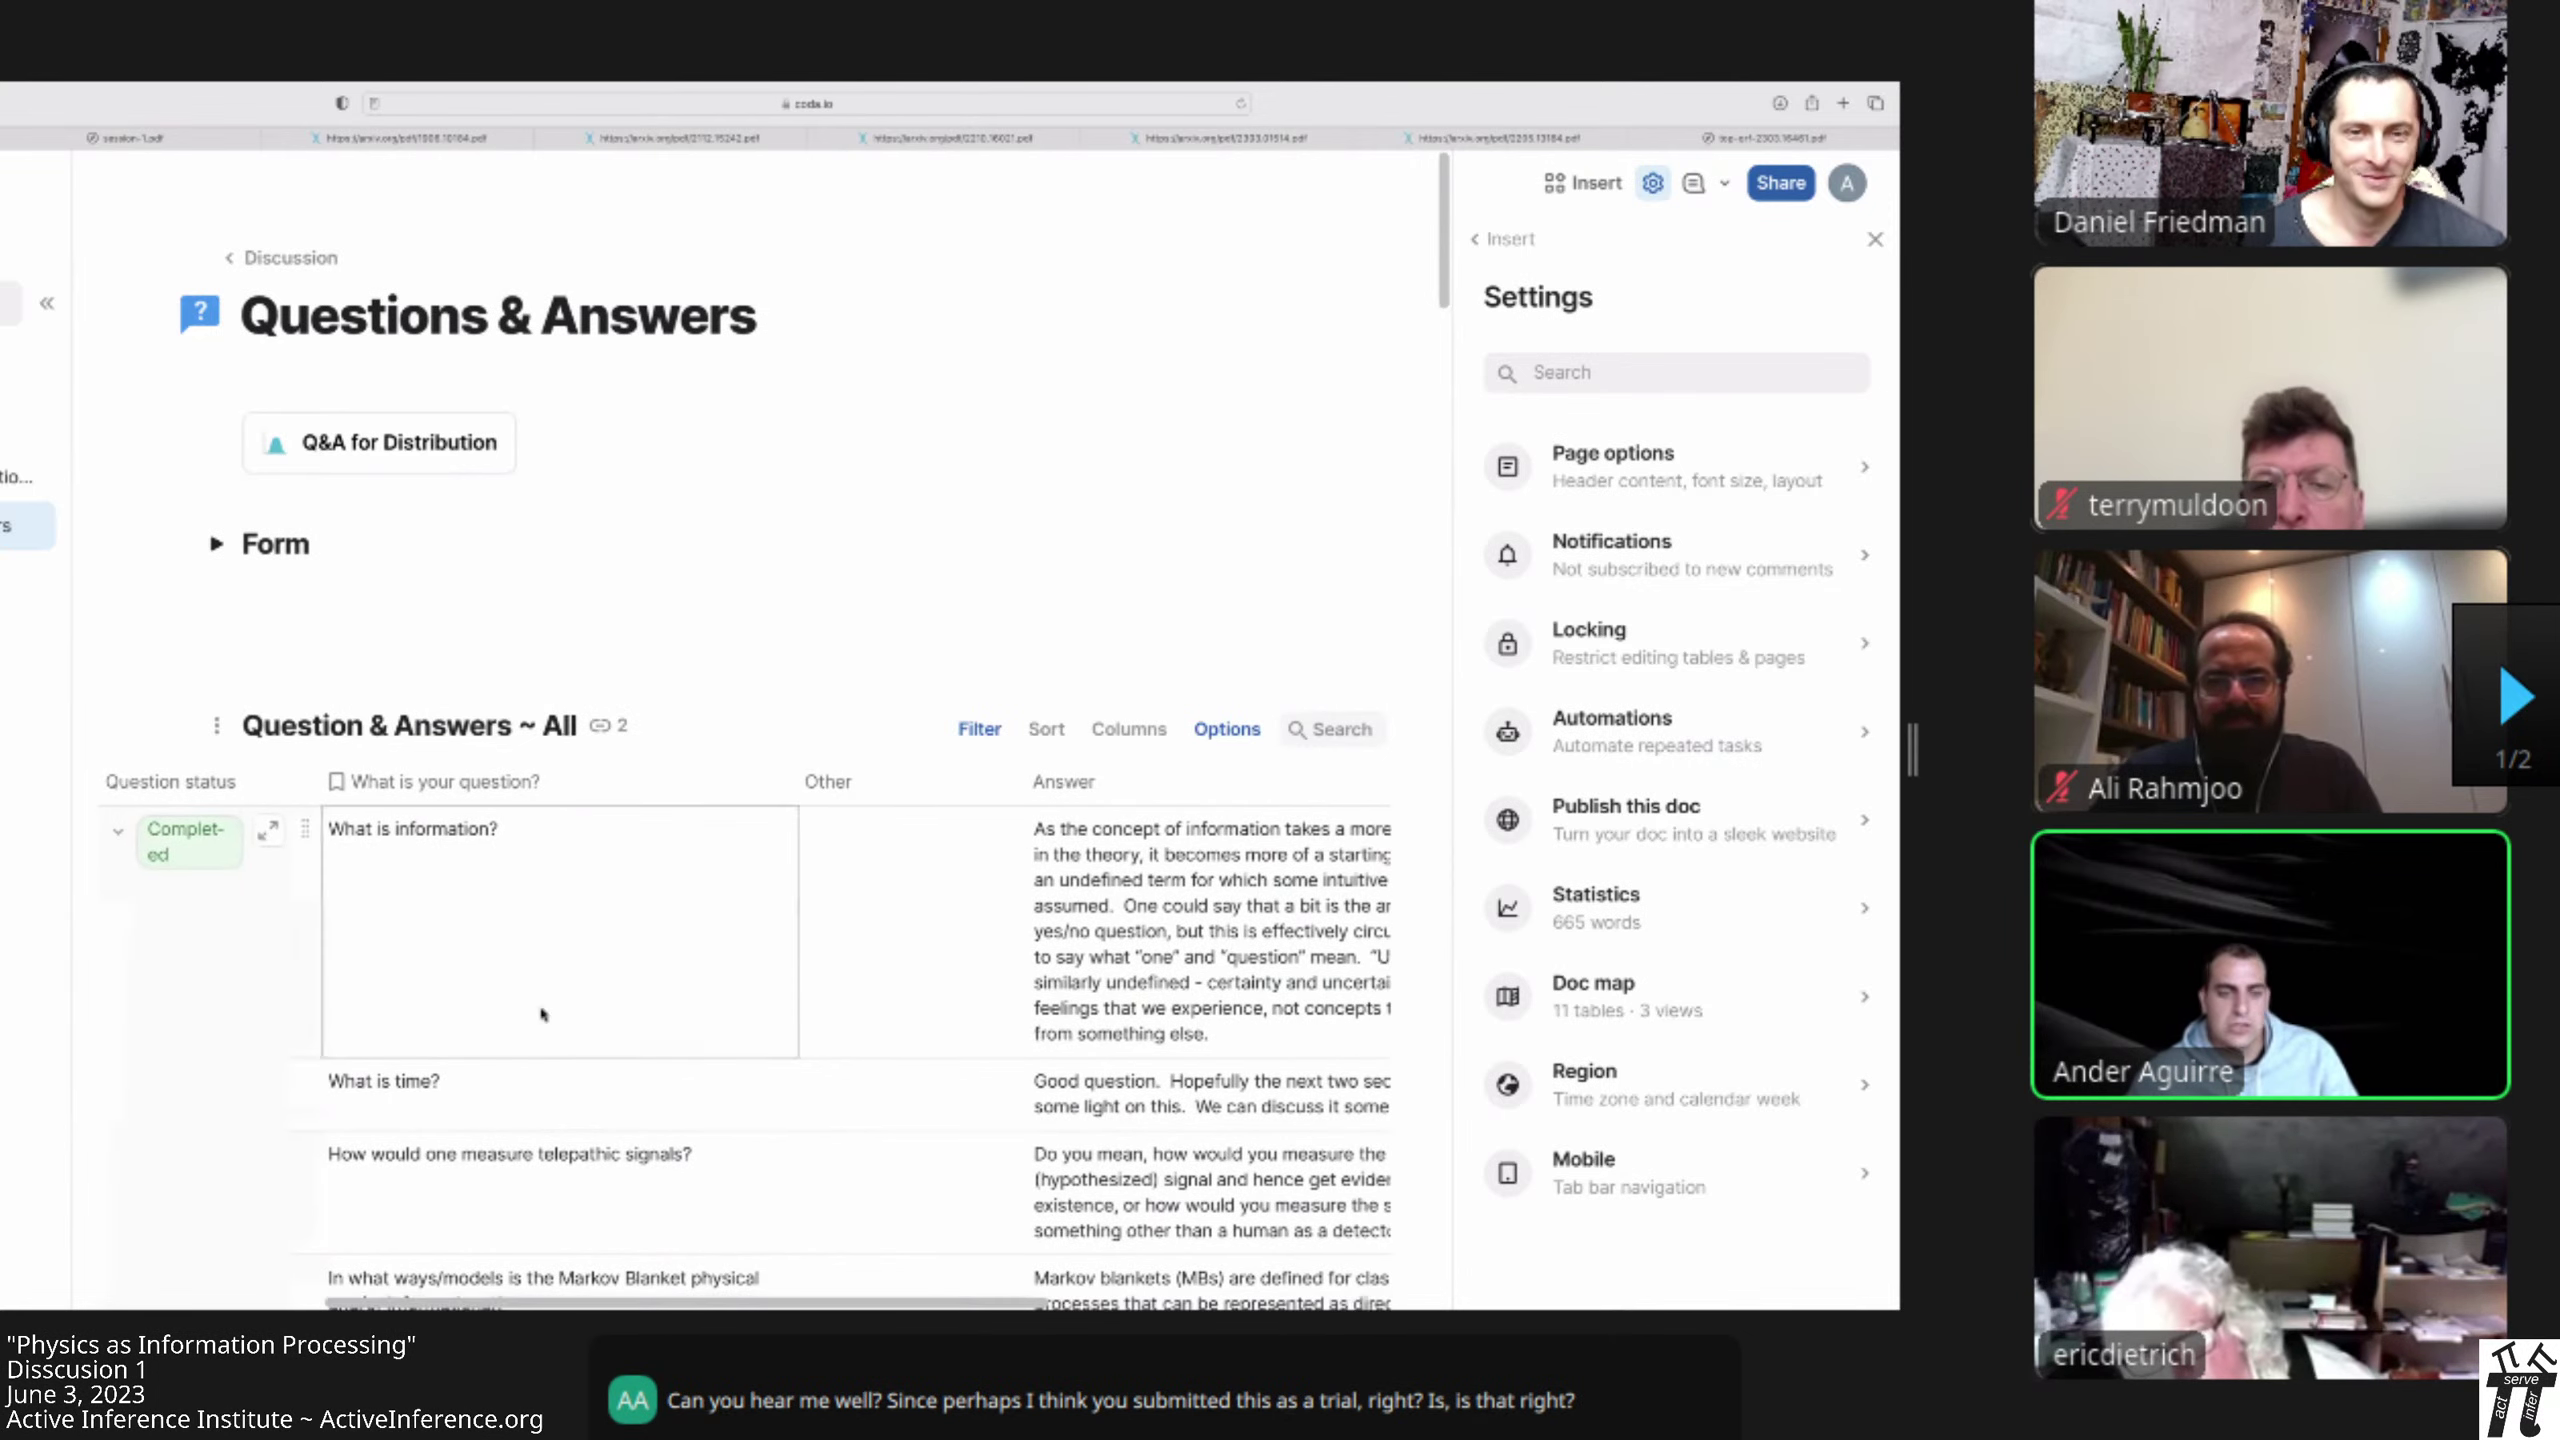 coda.io
session-1.pdf
https://arxiv.org/pdf/2112.15242.pdf
https://arxiv.org/pdf/2210.16021.pdf
https://arxiv.org/pdf/2303.01514.pdf
https://arxiv.org/pdf/2205.13184.pdf
Insert
Share
A
Discussion
Insert
Questions & Answers
Settings
Search
Q&A for Distribution
Page options
Header content, font size, layout
tio...
rs
Form
Notifications
Not subscribed to new comments
Locking
Restrict editing tables & pages
Automations
Automate repeated tasks
Question & Answers ~ All 2
Filter Sort Columns Options Search
Question status What is your question? Other Answer
Publish this doc
Turn your doc into a sleek website
Complet-
ed
What is information?
As the concept of information takes a more
in the theory, it becomes more of a starting
an undefined term for which some intuitive
assumed. One could say that a bit is the an
yes/no question, but this is effectively circu
to say what "one" and "question" mean. "U
similarly undefined - certainty and uncertai
feelings that we experience, not concepts t
from something else.
Statistics
665 words
Doc map
11 tables · 3 views
What is time?
Good question. Hopefully the next two sec
some light on this. We can discuss it some
Region
Time zone and calendar week
How would one measure telepathic signals?
Do you mean, how would you measure the
(hypothesized) signal and hence get evider
existence, or how would you measure the s
something other than a human as a detecto
Mobile
Tab bar navigation
In what ways/models is the Markov Blanket physical
Markov blankets (MBs) are defined for clas
processes that can be represented as direc
Daniel Friedman
terrymuldoon
Ali Rahmjoo
1/2
Ander Aguirre
ericdietrich
"Physics as Information Processing"
Disscusion 1
June 3, 2023
Active Inference Institute ~ ActiveInference.org
AA Can you hear me well? Since perhaps I think you submitted this as a trial, right? Is, is that right?
serve
act
infer